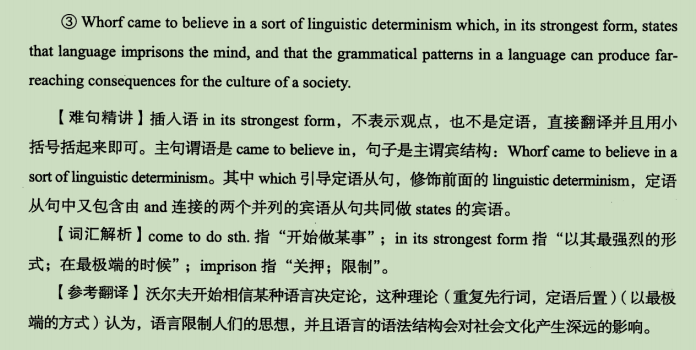 ③ Whorf came to believe in a sort of linguistic determinism which, in its strongest form, states
that language imprisons the mind, and that the grammatical patterns in a language can produce far-
reaching consequences for the culture of a society.
【难句精讲】插入语 in its strongest form，不表示观点，也不是定语，直接翻译并且用小
括号括起来即可。主句谓语是 came to believe in，句子是主谓宾结构：Whorf came to believe in a
sort of linguistic determinism。其中 which 引导定语从句，修饰前面的 linguistic determinism，定语
从句中又包含由 and 连接的两个并列的宾语从句共同做 states 的宾语。
【词汇解析】come to do sth. 指“开始做某事”；in its strongest form 指“以其最强烈的形
式；在最极端的时候”；imprison 指“关押；限制”。
【参考翻译】沃尔夫开始相信某种语言决定论，这种理论（重复先行词，定语后置）（以最极
端的方式）认为，语言限制人们的思想，并且语言的语法结构会对社会文化产生深远的影响。